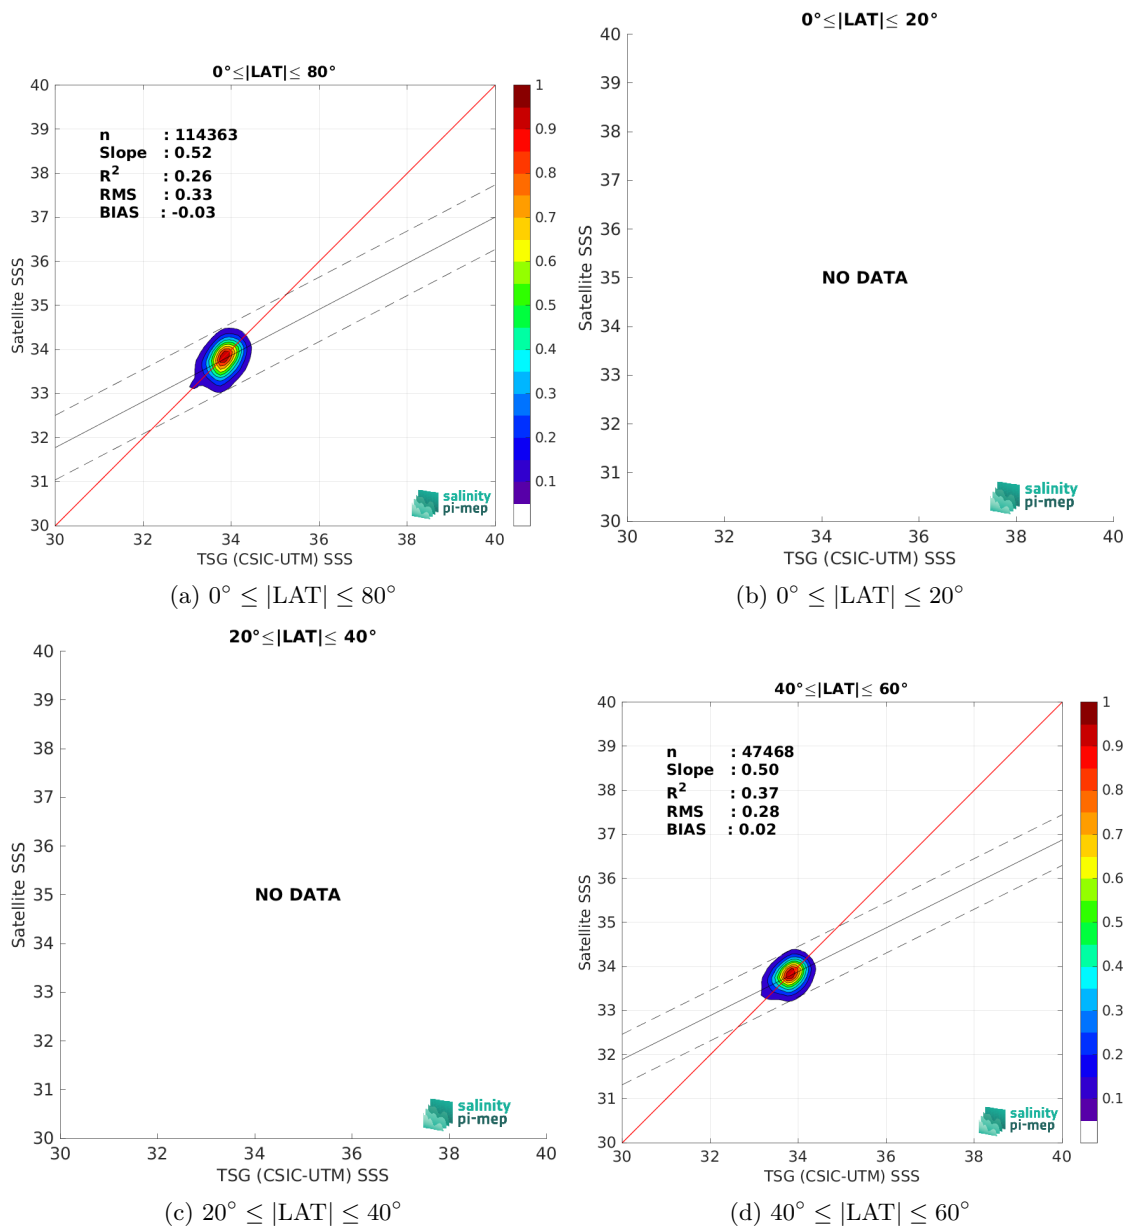 0°≤|LAT|≤ 80°
40
39
38
37
36
35
34
33
32
31
30
Satellite SSS
n : 114363
Slope : 0.52
R² : 0.26
RMS : 0.33
BIAS : -0.03
salinity
pi-mep
30 32 34 36 38 40
TSG (CSIC-UTM) SSS
1
0.9
0.8
0.7
0.6
0.5
0.4
0.3
0.2
0.1
(a) 0° ≤ |LAT| ≤ 80°
0°≤|LAT|≤ 20°
40
39
38
37
36
35
34
33
32
31
30
Satellite SSS
NO DATA
salinity
pi-mep
30 32 34 36 38 40
TSG (CSIC-UTM) SSS
(b) 0° ≤ |LAT| ≤ 20°
20°≤|LAT|≤ 40°
40
39
38
37
36
35
34
33
32
31
30
Satellite SSS
NO DATA
salinity
pi-mep
30 32 34 36 38 40
TSG (CSIC-UTM) SSS
(c) 20° ≤ |LAT| ≤ 40°
40°≤|LAT|≤ 60°
40
39
38
37
36
35
34
33
32
31
30
Satellite SSS
n : 47468
Slope : 0.50
R² : 0.37
RMS : 0.28
BIAS : 0.02
salinity
pi-mep
30 32 34 36 38 40
TSG (CSIC-UTM) SSS
1
0.9
0.8
0.7
0.6
0.5
0.4
0.3
0.2
0.1
(d) 40° ≤ |LAT| ≤ 60°